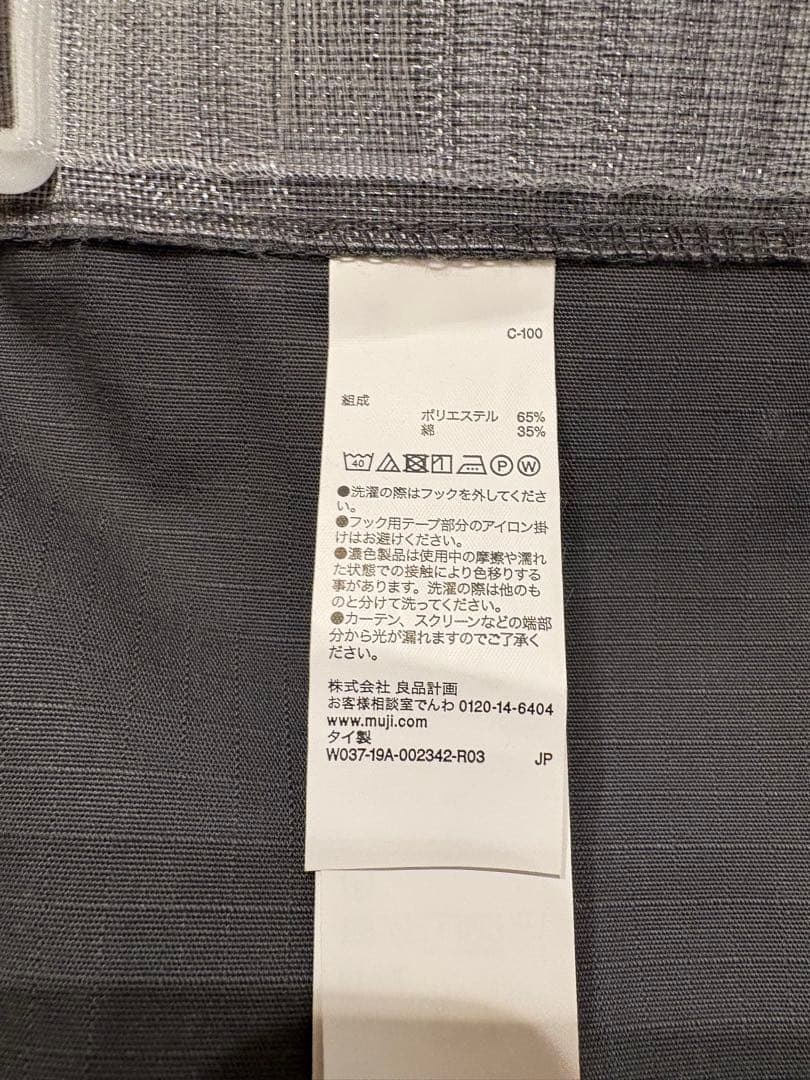 C-100
組成
ポリエステル 65%
綿 35%
40 P W
●洗濯の際はフックを外してくださ
い。
●フック用テープ部分のアイロン掛
けはお避けください。
●濃色製品は使用中の摩擦や濡れ
た状態での接触により色移りする
事があります。洗濯の際は他のも
のと分けて洗ってください。
●カーテン、スクリーンなどの端部
分から光が漏れますのでご了承く
ださい。
株式会社 良品計画
お客様相談室でんわ 0120-14-6404
www.muji.com
タイ製
W037-19A-002342-R03 JP